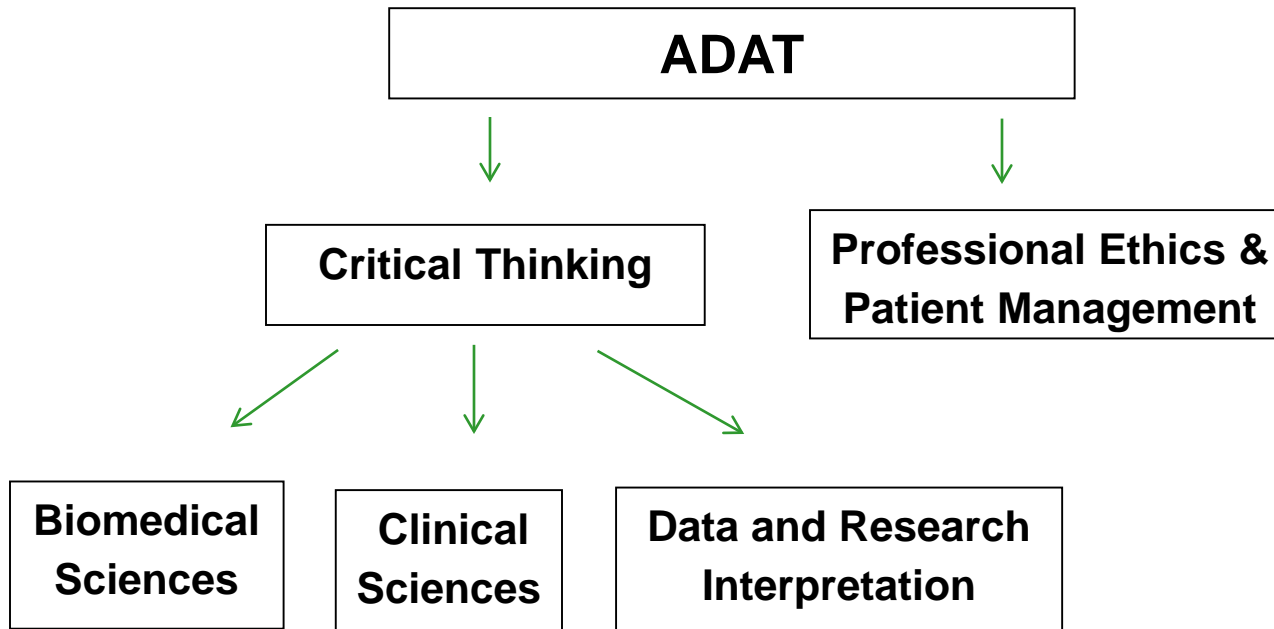 ADAT
Critical Thinking
Professional Ethics &
Patient Management
Biomedical
Sciences
Clinical
Sciences
Data and Research
Interpretation